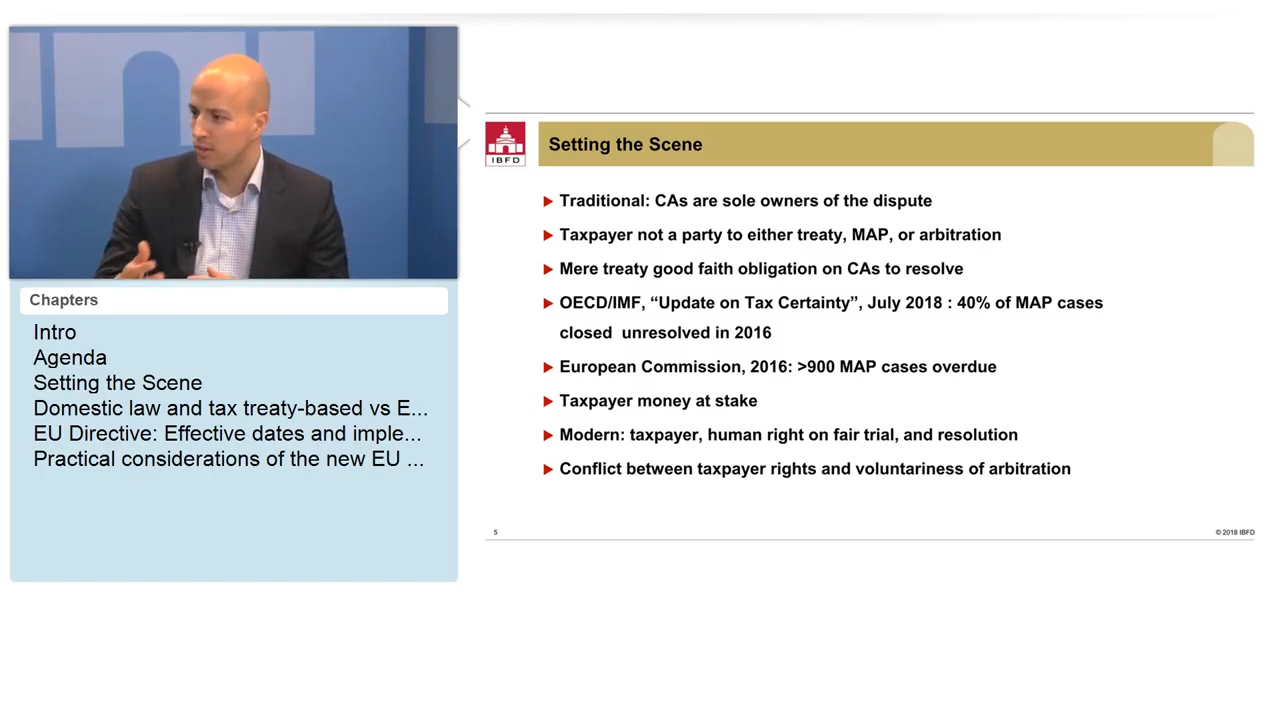 Chapters
Intro
Agenda
Setting the Scene
Domestic law and tax treaty-based vs E...
EU Directive: Effective dates and imple...
Practical considerations of the new EU ...
IBFD
Setting the Scene
Traditional: CAs are sole owners of the dispute
Taxpayer not a party to either treaty, MAP, or arbitration
Mere treaty good faith obligation on CAs to resolve
OECD/IMF, “Update on Tax Certainty”, July 2018 : 40% of MAP cases
closed unresolved in 2016
European Commission, 2016: >900 MAP cases overdue
Taxpayer money at stake
Modern: taxpayer, human right on fair trial, and resolution
Conflict between taxpayer rights and voluntariness of arbitration
5
© 2018 IBFD